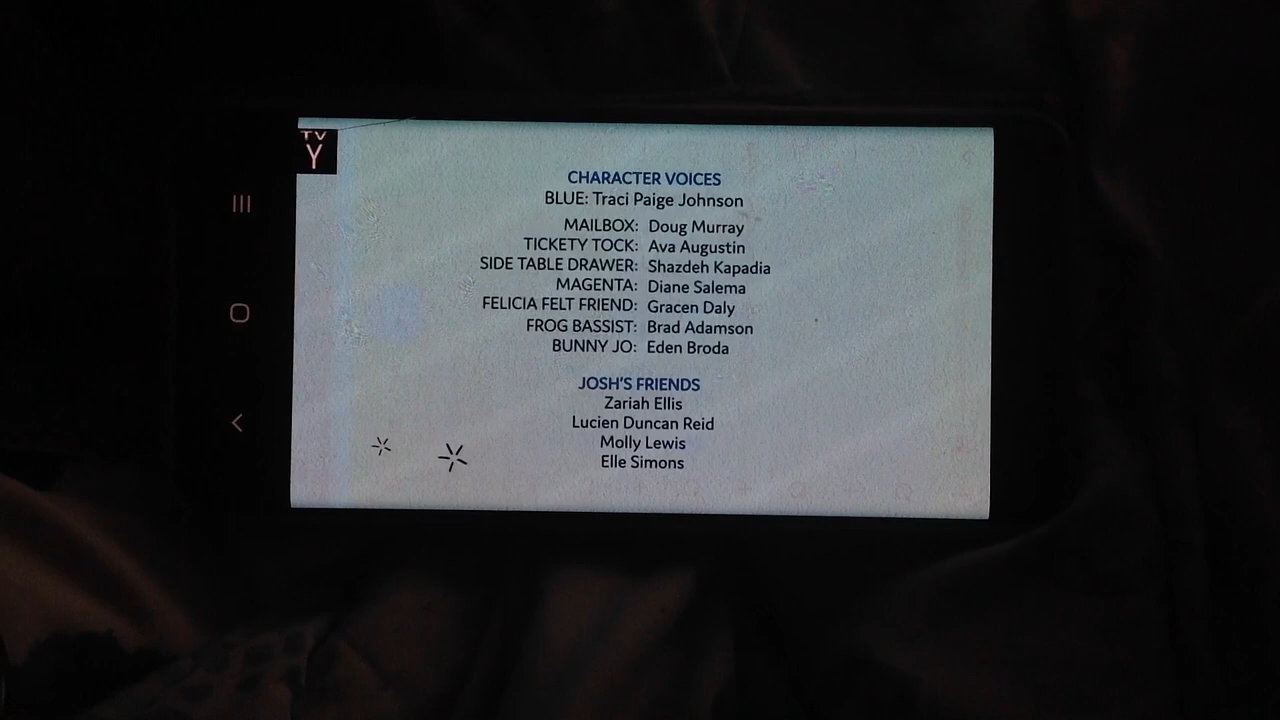 TV
Y
CHARACTER VOICES
BLUE: Traci Paige Johnson
MAILBOX: Doug Murray
TICKETY TOCK: Ava Augustin
SIDE TABLE DRAWER: Shazdeh Kapadia
MAGENTA: Diane Salema
FELICIA FELT FRIEND: Gracen Daly
FROG BASSIST: Brad Adamson
BUNNY JO: Eden Broda
JOSH'S FRIENDS
Zariah Ellis
Lucien Duncan Reid
Molly Lewis
Elle Simons